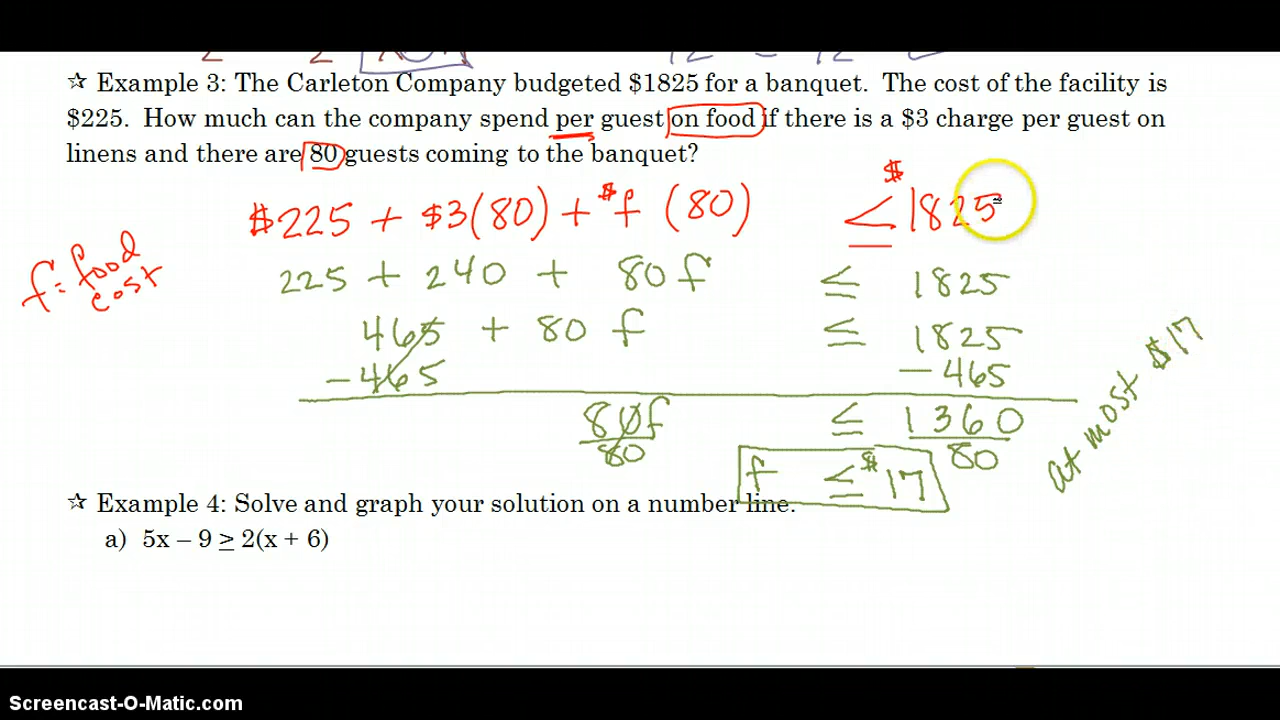 ☆ Example 3: The Carleton Company budgeted $1825 for a banquet. The cost of the facility is
$225. How much can the company spend per guest on food if there is a $3 charge per guest on
linens and there are 80 guests coming to the banquet?
$225 + $3(80) + $f (80) ≤ $1825
f = food
cost
225 + 240 + 80f ≤ 1825
465 + 80 f ≤ 1825
- 465 - 465
80f ≤ 1360
80 80
f ≤ $17
at most $17
☆ Example 4: Solve and graph your solution on a number line.
a) 5x – 9 ≥ 2(x + 6)
Screencast-O-Matic.com